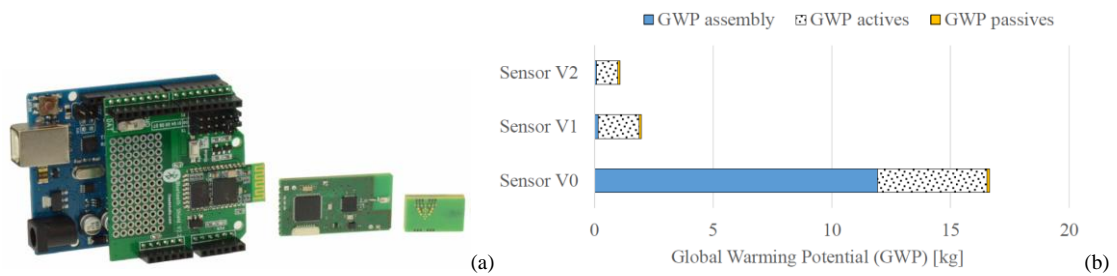 GWP assembly GWP actives GWP passives
Sensor V2
Sensor V1
Sensor V0
0 5 10 15 20
Global Warming Potential (GWP) [kg]
(a)
(b)